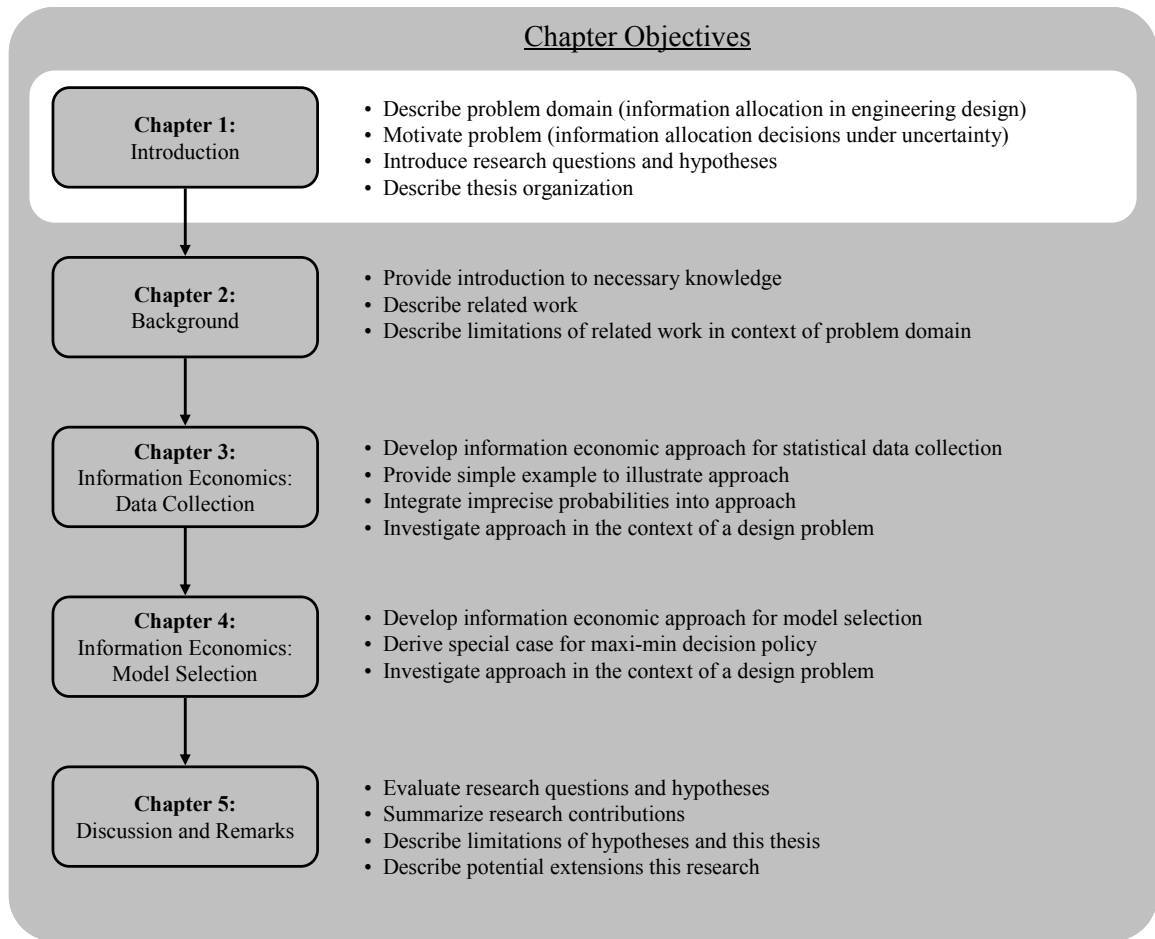 Chapter Objectives
Chapter 1:
Introduction
• Describe problem domain (information allocation in engineering design)
• Motivate problem (information allocation decisions under uncertainty)
• Introduce research questions and hypotheses
• Describe thesis organization
Chapter 2:
Background
• Provide introduction to necessary knowledge
• Describe related work
• Describe limitations of related work in context of problem domain
Chapter 3:
Information Economics:
Data Collection
• Develop information economic approach for statistical data collection
• Provide simple example to illustrate approach
• Integrate imprecise probabilities into approach
• Investigate approach in the context of a design problem
Chapter 4:
Information Economics:
Model Selection
• Develop information economic approach for model selection
• Derive special case for maxi-min decision policy
• Investigate approach in the context of a design problem
Chapter 5:
Discussion and Remarks
• Evaluate research questions and hypotheses
• Summarize research contributions
• Describe limitations of hypotheses and this thesis
• Describe potential extensions this research